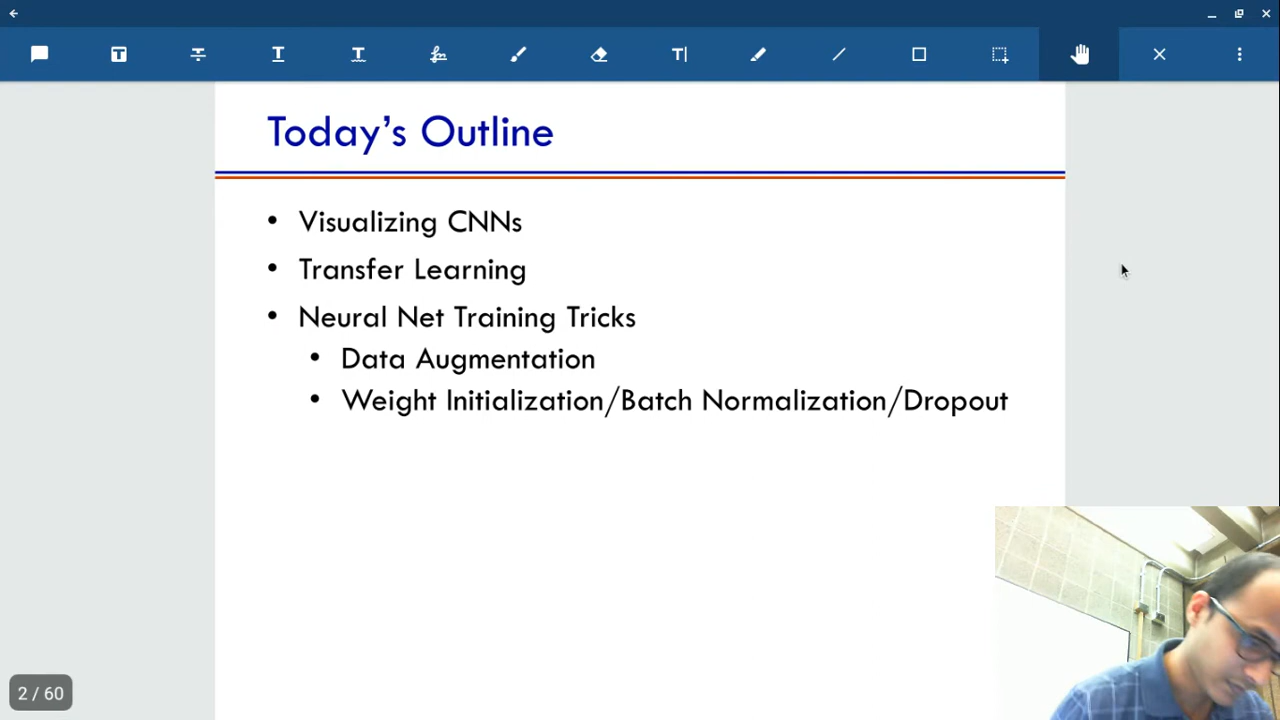 Today's Outline
• Visualizing CNNs
• Transfer Learning
• Neural Net Training Tricks
• Data Augmentation
• Weight Initialization/Batch Normalization/Dropout
2 / 60